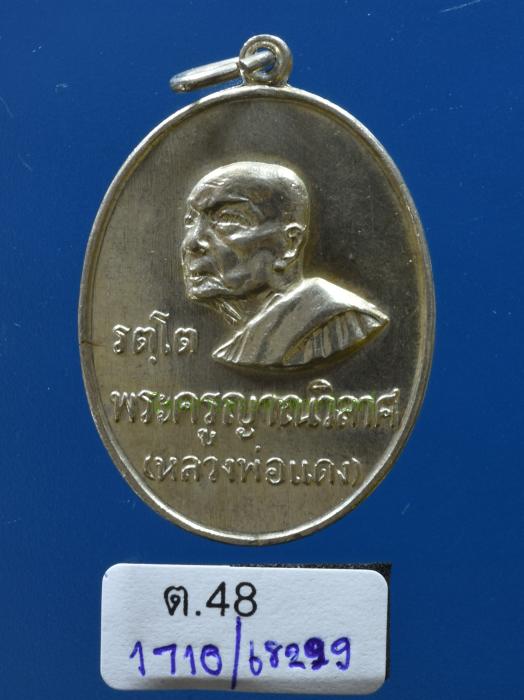 รตฺโต
พระครูญาณวิลาศ
(หลวงพ่อแดง)
ต.48
1710/68299